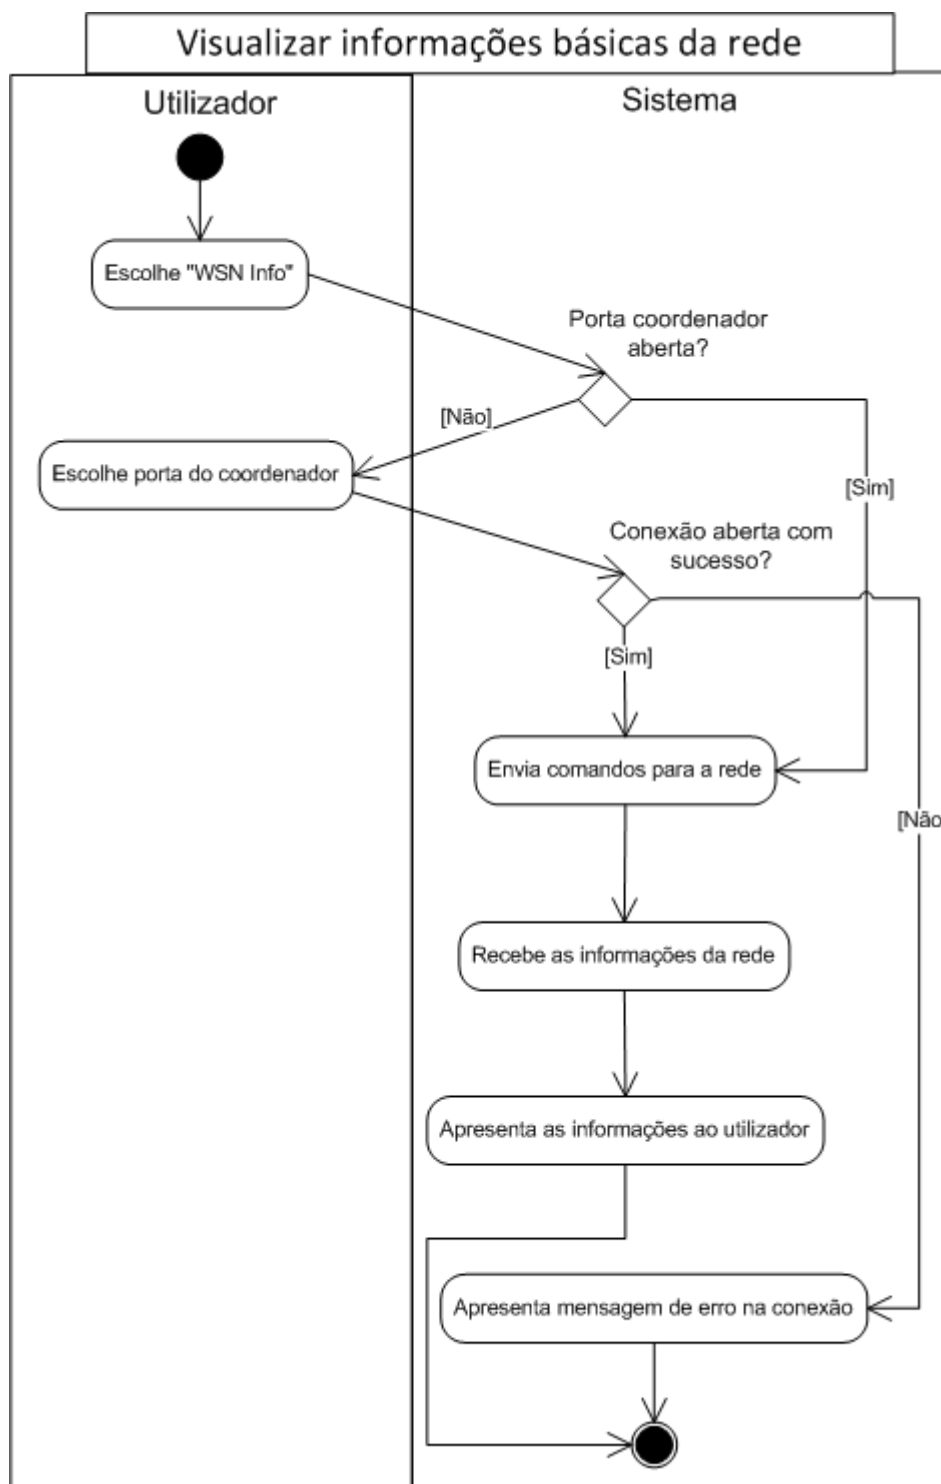 Visualizar informações básicas da rede
Utilizador
Sistema
Escolhe "WSN Info"
Porta coordenador
aberta?
[Não]
Escolhe porta do coordenador
[Sim]
Conexão aberta com
sucesso?
[Sim]
Envia comandos para a rede
[Não
Recebe as informações da rede
Apresenta as informações ao utilizador
Apresenta mensagem de erro na conexão